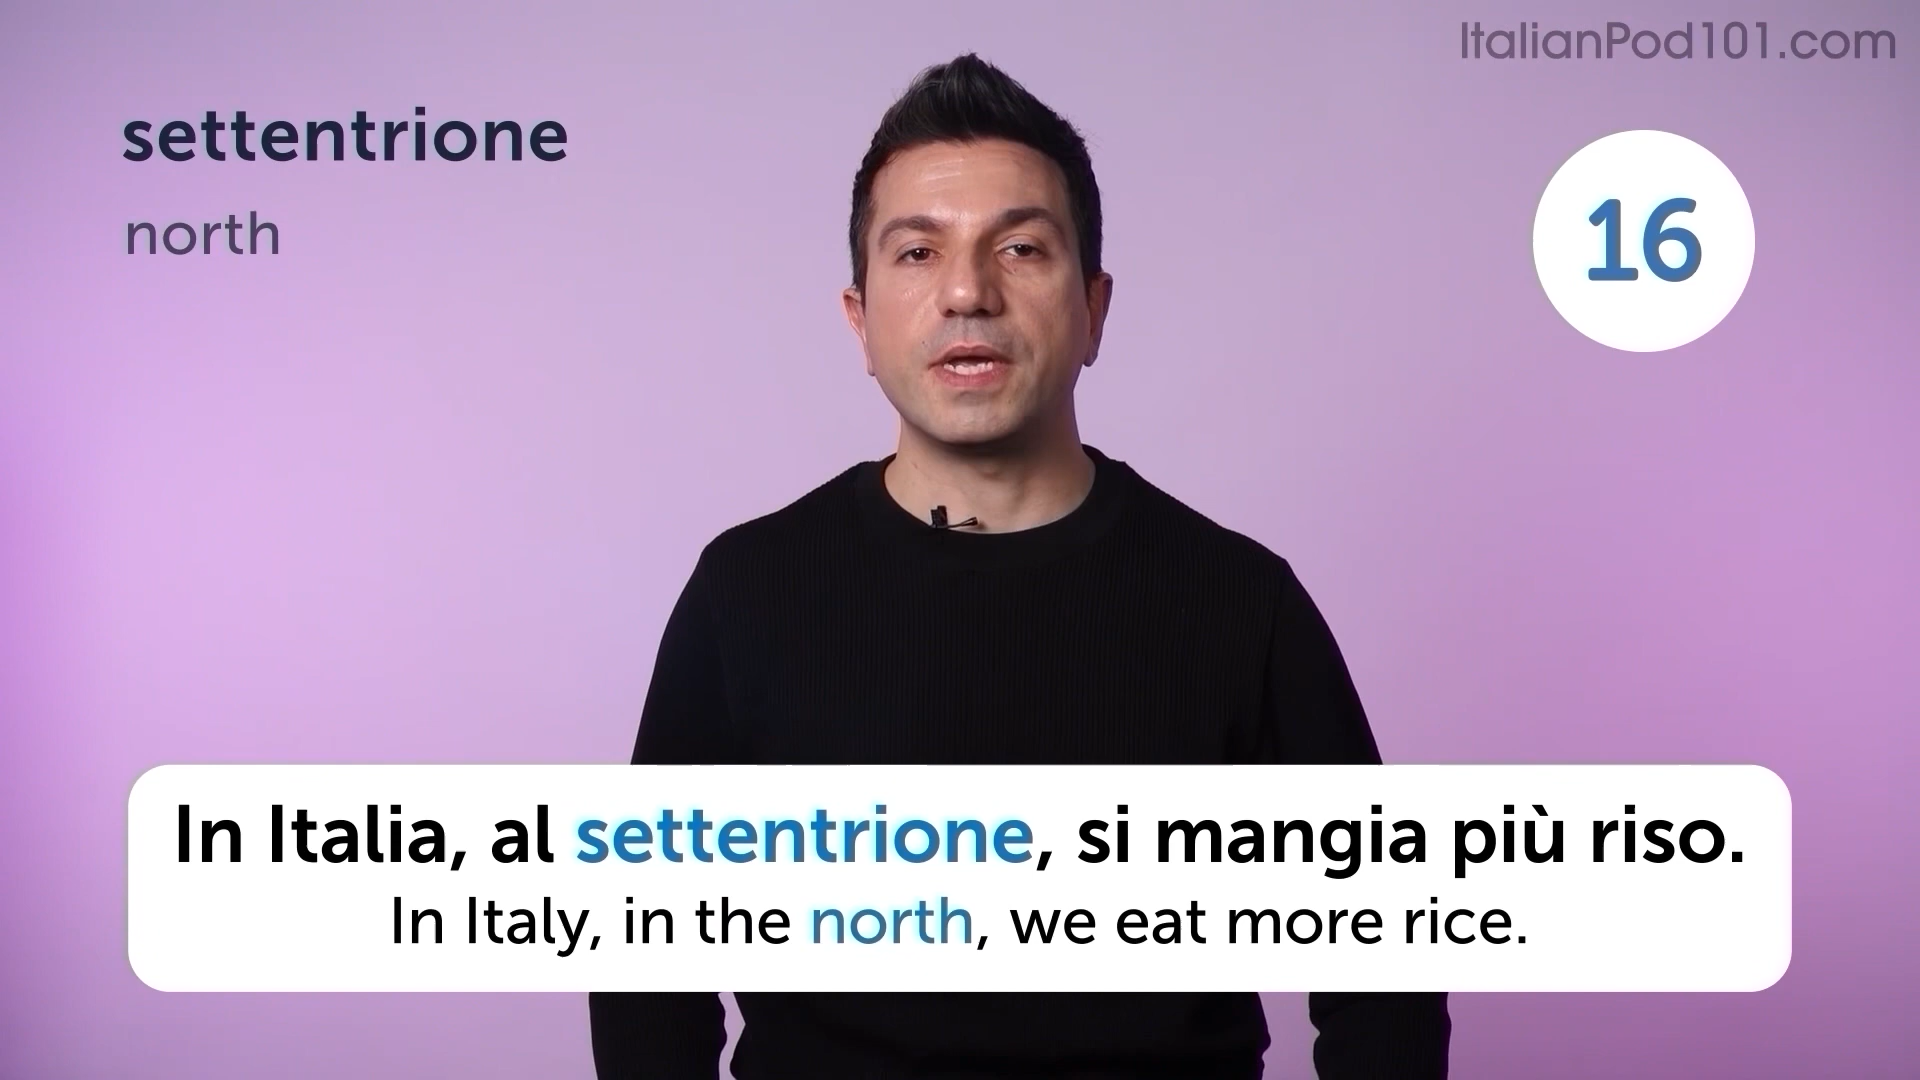 ItalianPod101.com
settentrione
north
16
In Italia, al settentrione, si mangia più riso.
In Italy, in the north, we eat more rice.